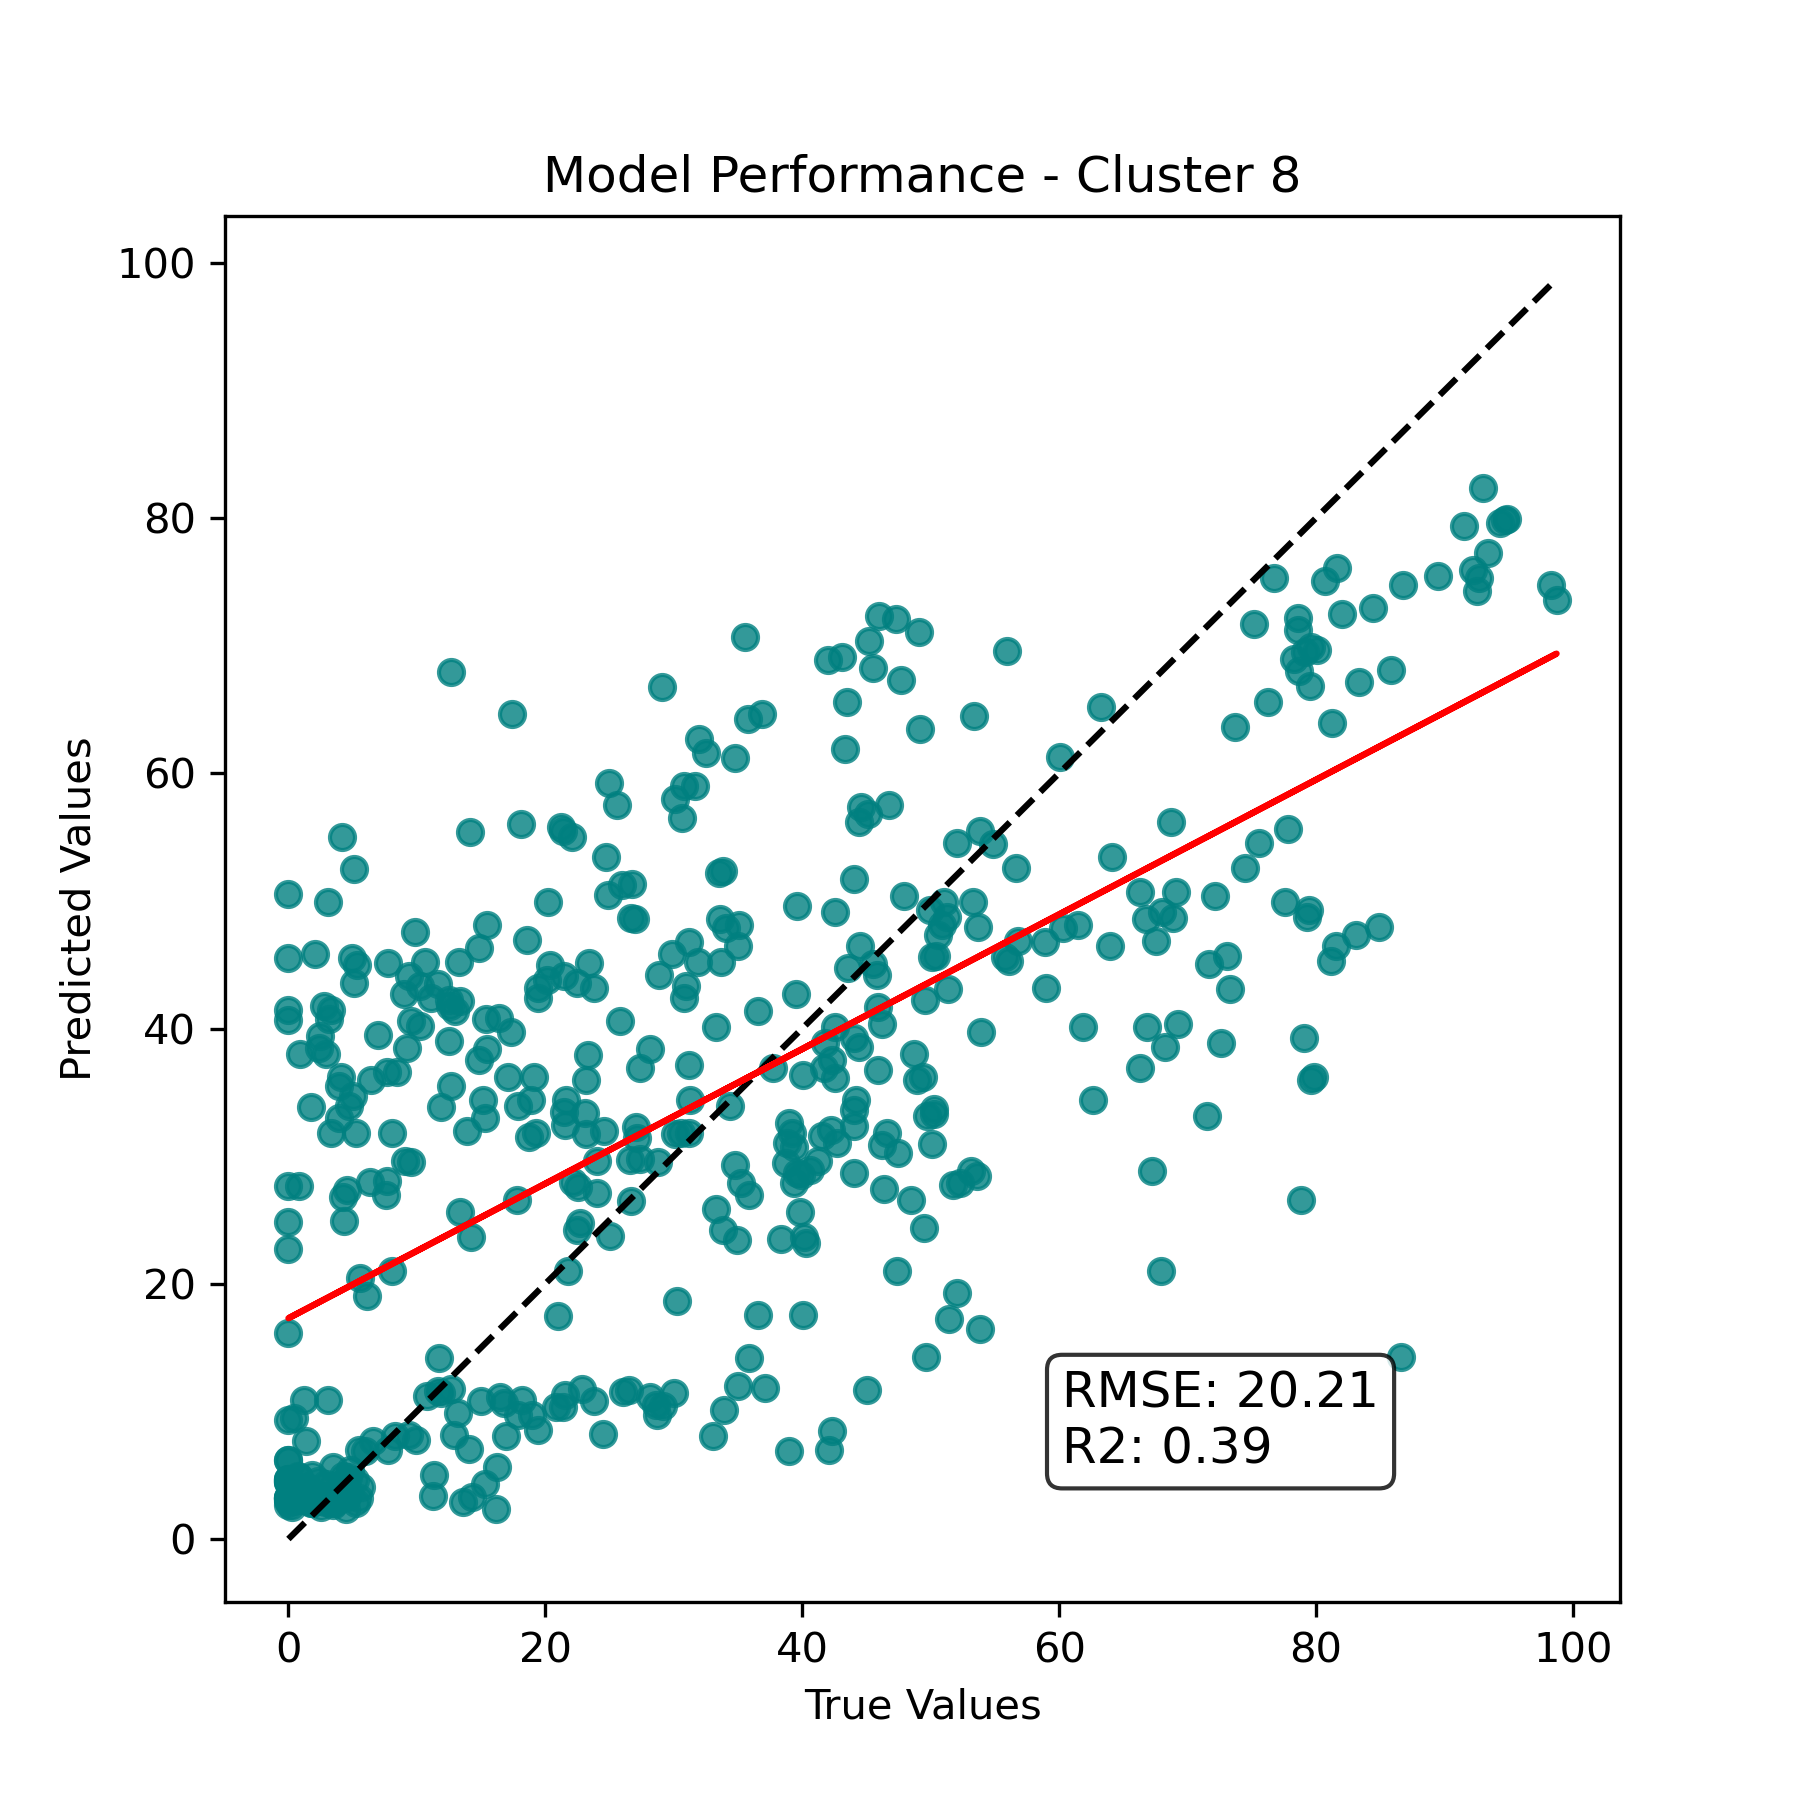 Model Performance - Cluster 8
100
80
60
40
20
0
Predicted Values
0 20 40 60 80 100
True Values
RMSE: 20.21
R2: 0.39